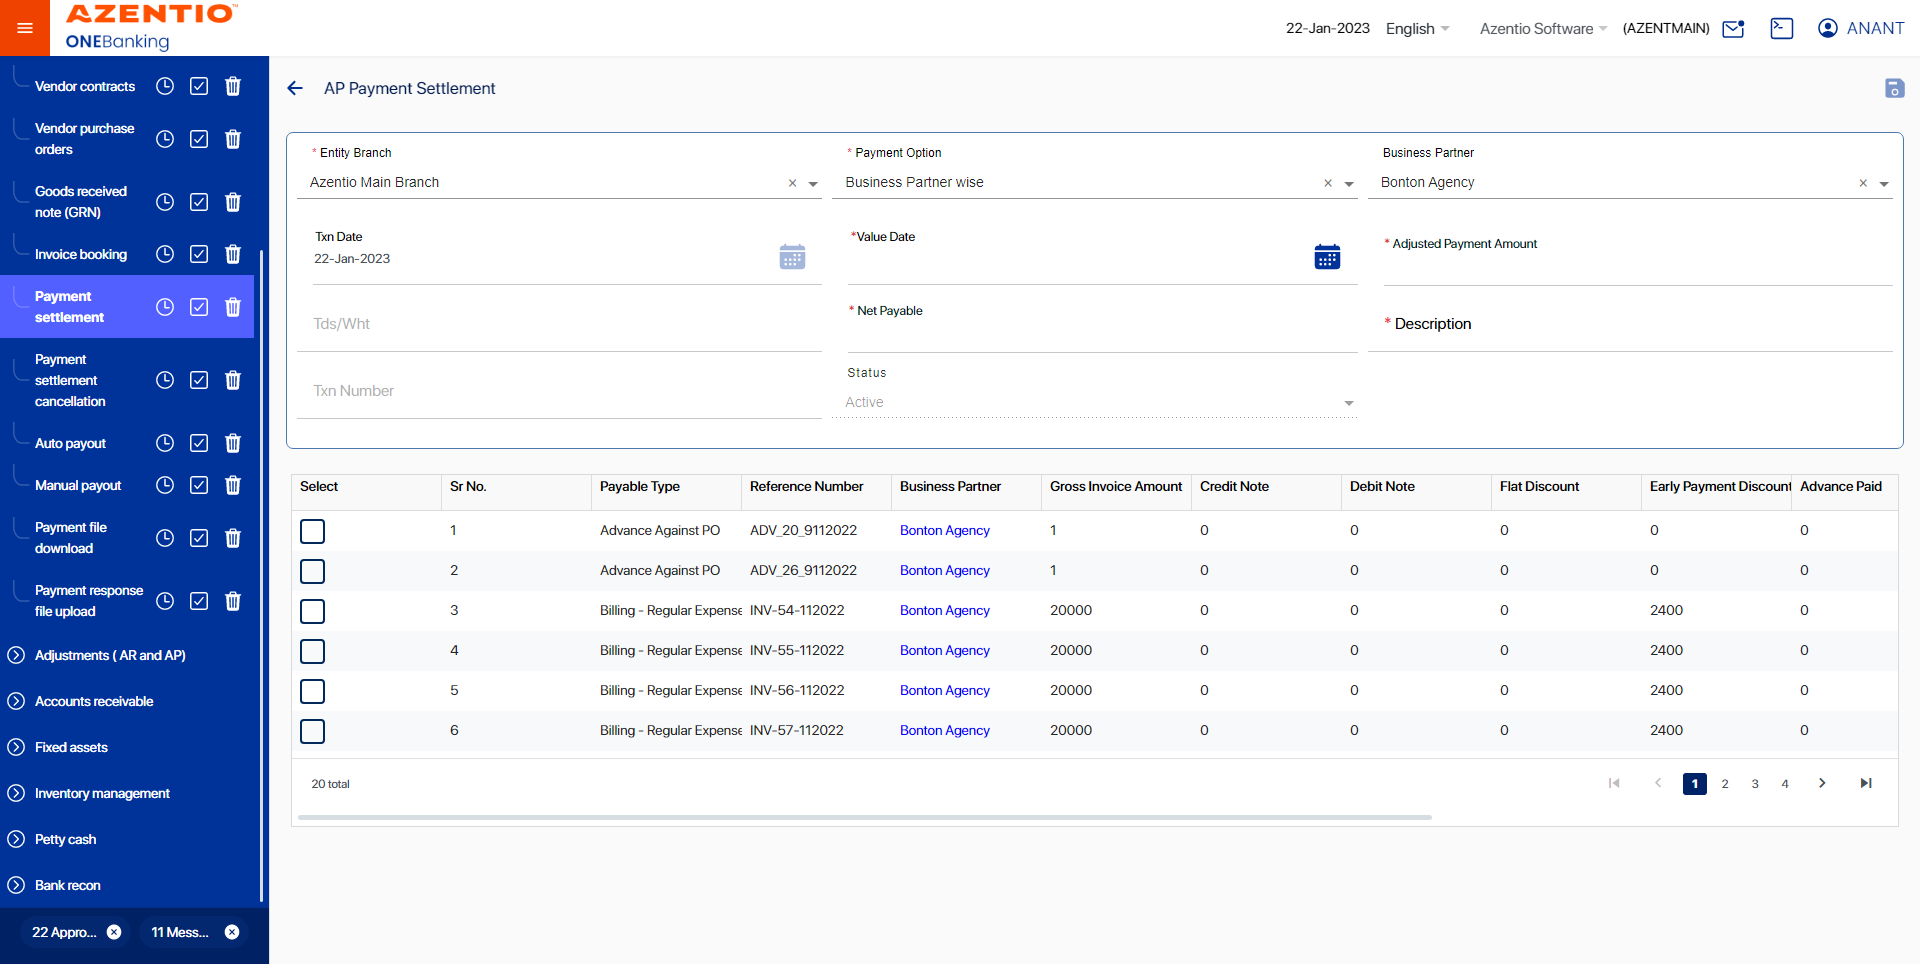 AZENTIO™
ONEBanking
22-Jan-2023 English Azentio Software (AZENTMAIN) ANANT
Vendor contracts
Vendor purchase
orders
Goods received
note (GRN)
Invoice booking
Payment
settlement
Payment
settlement
cancellation
Auto payout
Manual payout
Payment file
download
Payment response
file upload
Adjustments ( AR and AP)
Accounts receivable
Fixed assets
Inventory management
Petty cash
Bank recon
22 Appro...
11 Mess...
AP Payment Settlement
* Entity Branch
Azentio Main Branch
* Payment Option
Business Partner wise
Business Partner
Bonton Agency
Txn Date
22-Jan-2023
*Value Date
* Adjusted Payment Amount
Tds/Wht
* Net Payable
* Description
Txn Number
Status
Active
Select Sr No. Payable Type Reference Number Business Partner Gross Invoice Amount Credit Note Debit Note Flat Discount Early Payment Discount Advance Paid
1 Advance Against PO ADV_20_9112022 Bonton Agency 1 0 0 0 0 0
2 Advance Against PO ADV_26_9112022 Bonton Agency 1 0 0 0 0 0
3 Billing - Regular Expense INV-54-112022 Bonton Agency 20000 0 0 0 2400 0
4 Billing - Regular Expense INV-55-112022 Bonton Agency 20000 0 0 0 2400 0
5 Billing - Regular Expense INV-56-112022 Bonton Agency 20000 0 0 0 2400 0
6 Billing - Regular Expense INV-57-112022 Bonton Agency 20000 0 0 0 2400 0
20 total
1 2 3 4